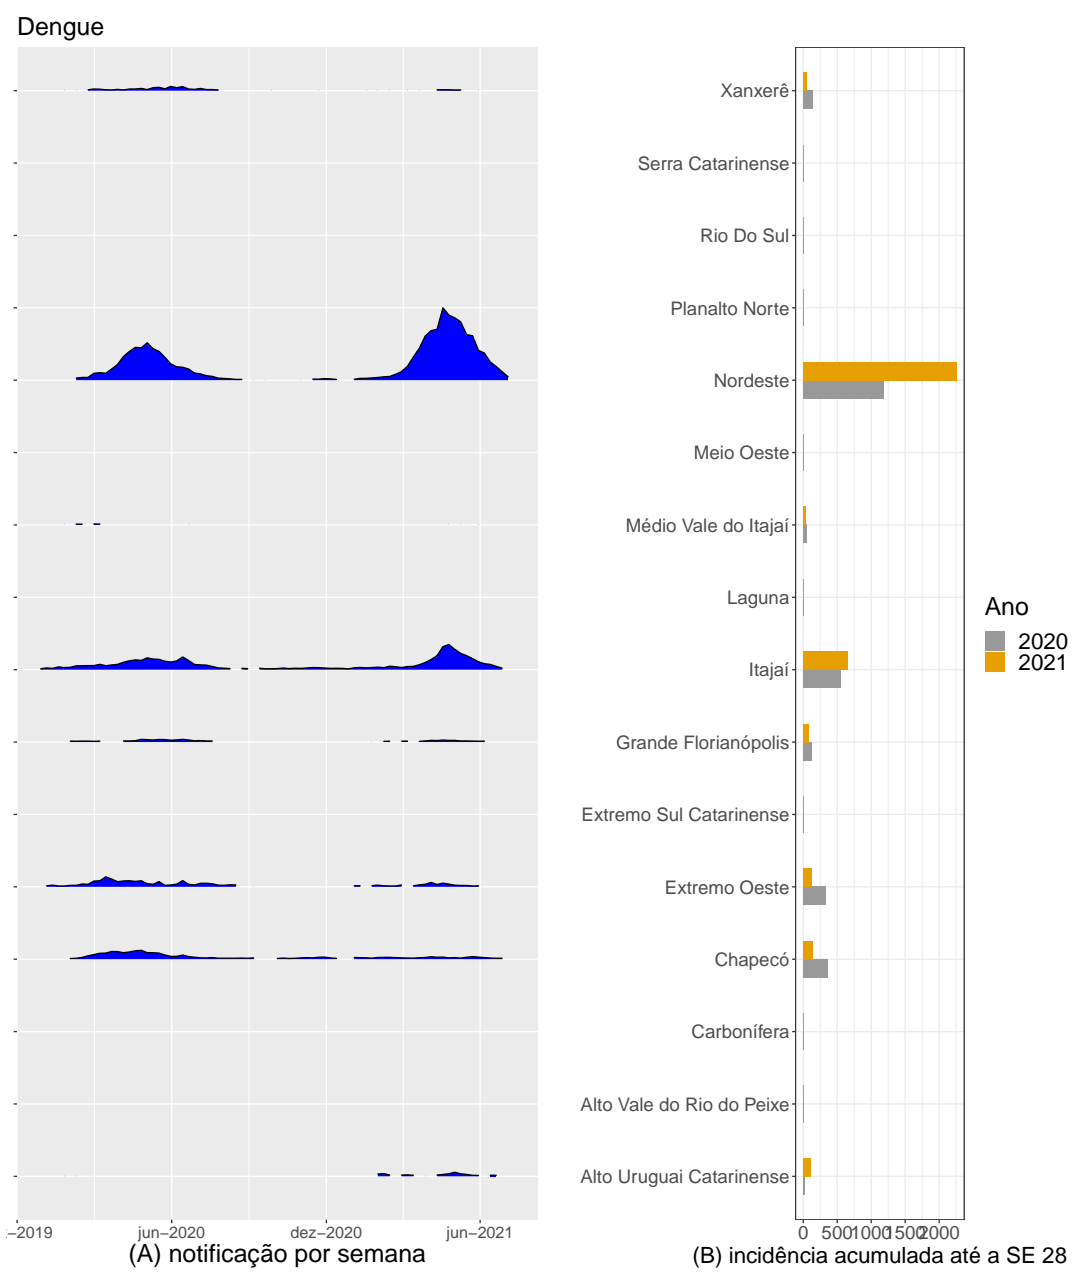 Dengue
Xanxerê
Serra Catarinense
Rio Do Sul
Planalto Norte
Nordeste
Meio Oeste
Médio Vale do Itajaí
Laguna
Itajaí
Grande Florianópolis
Extremo Sul Catarinense
Extremo Oeste
Chapecó
Carbonífera
Alto Vale do Rio do Peixe
Alto Uruguai Catarinense
Ano
2020
2021
–2019 jun–2020 dez–2020 jun–2021
0 500 1000 1500 2000
(A) notificação por semana
(B) incidência acumulada até a SE 28